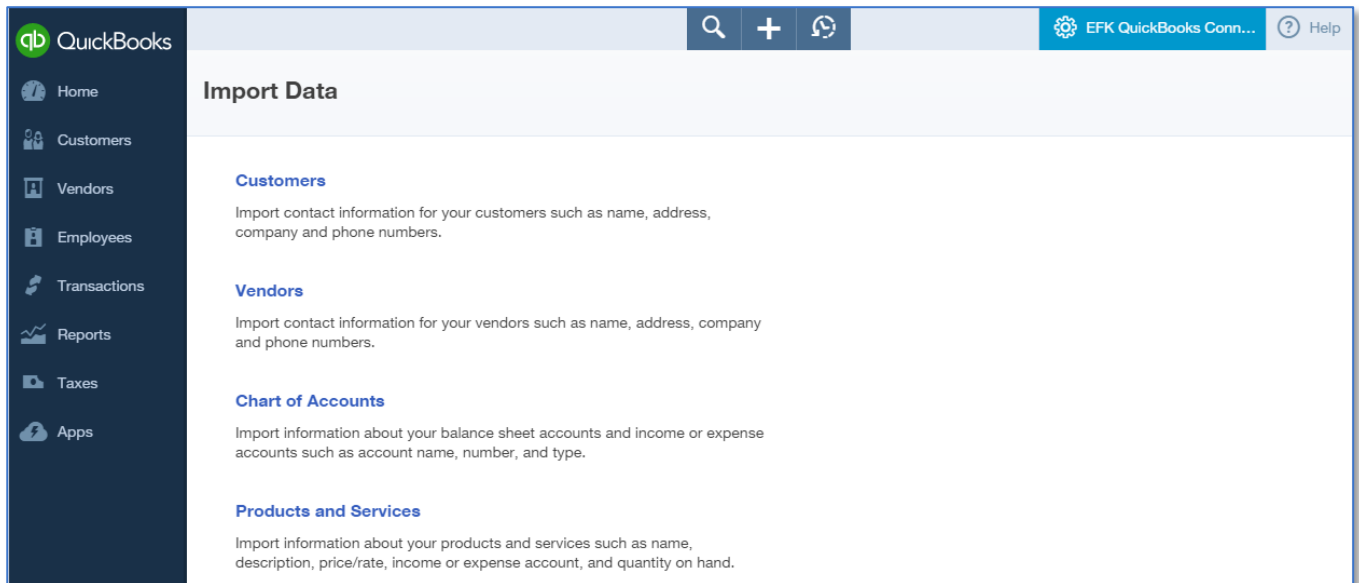 qb QuickBooks
EFK QuickBooks Conn...
? Help
Home
Customers
Vendors
Employees
Transactions
Reports
Taxes
Apps
Import Data
Customers
Import contact information for your customers such as name, address,
company and phone numbers.
Vendors
Import contact information for your vendors such as name, address, company
and phone numbers.
Chart of Accounts
Import information about your balance sheet accounts and income or expense
accounts such as account name, number, and type.
Products and Services
Import information about your products and services such as name,
description, price/rate, income or expense account, and quantity on hand.